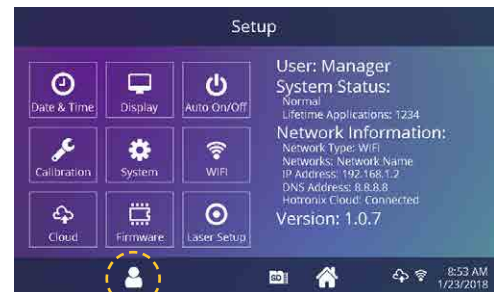 Setup
Date & Time
Display
Auto On/Off
Calibration
System
WiFi
Cloud
Firmware
Laser Setup
User: Manager
System Status:
Normal
Lifetime Applications: 1234
Network Information:
Network Type: WiFi
Networks: Network Name
IP Address: 192.168.1.2
DNS Address: 8.8.8.8
Hotronix Cloud: Connected
Version: 1.0.7
SD
8:53 AM
1/23/2018